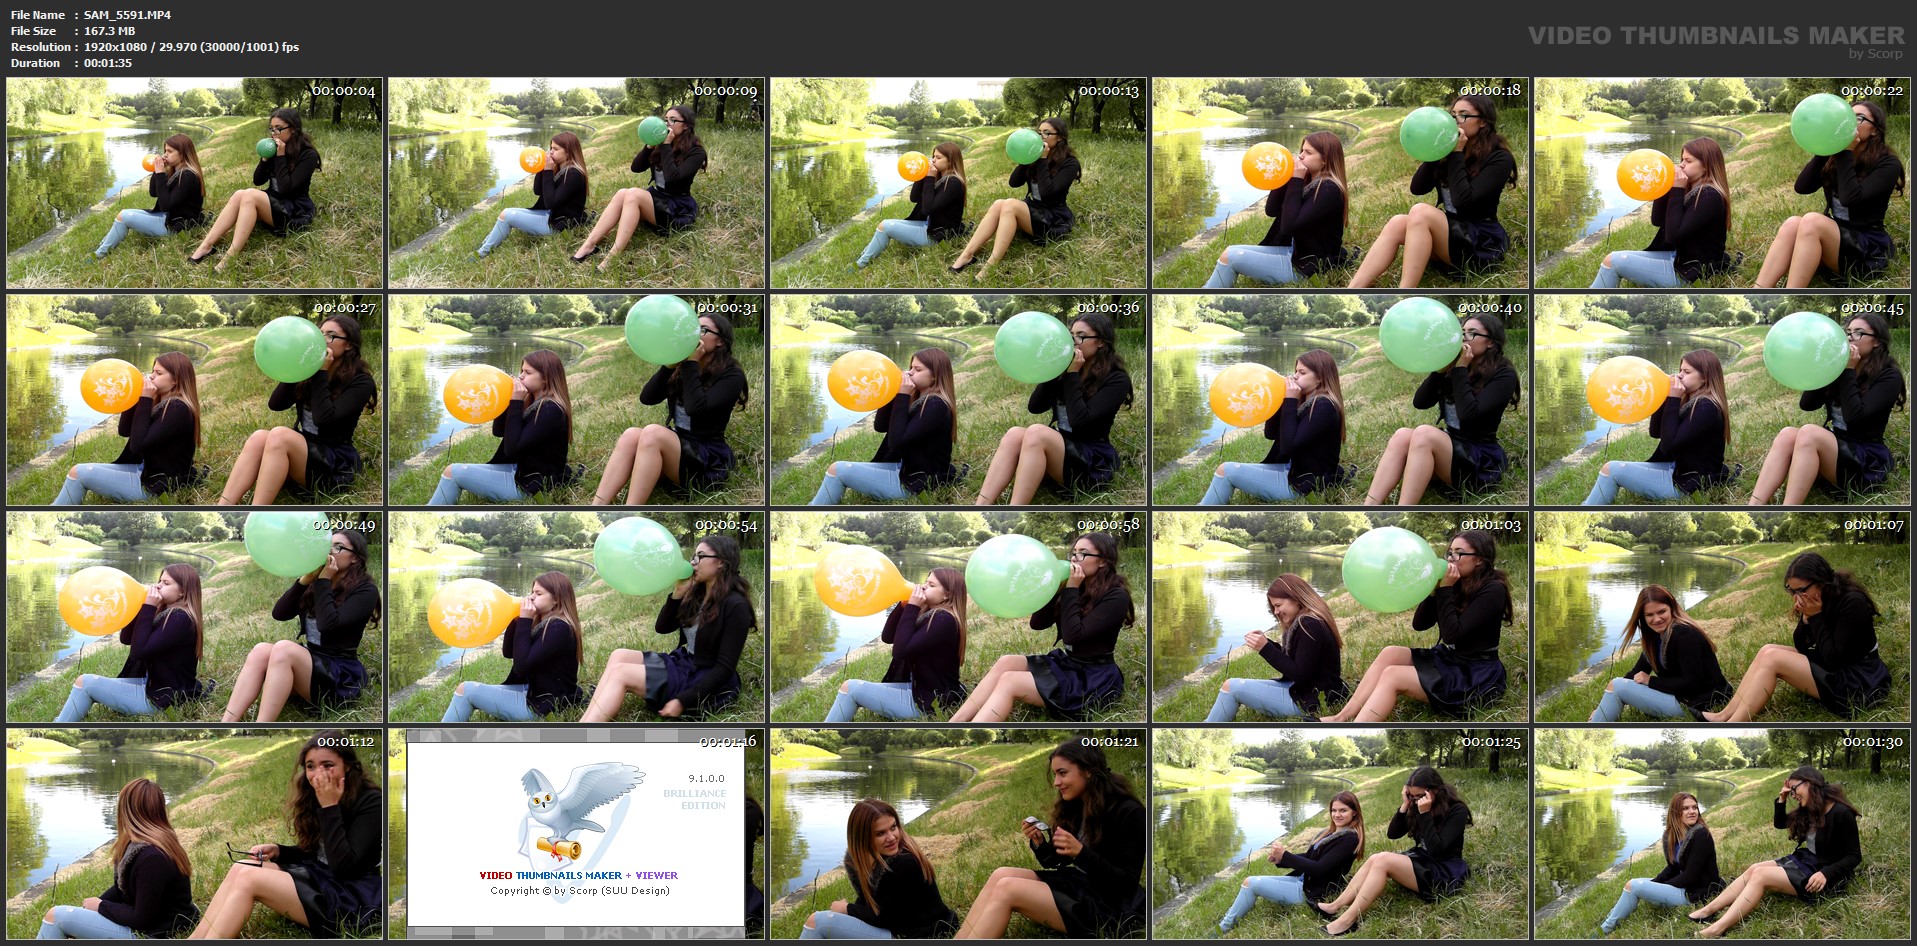 File Name : SAM_5591.MP4
File Size : 167.3 MB
Resolution : 1920x1080 / 29.970 (30000/1001) fps
Duration : 00:01:35
VIDEO THUMBNAILS MAKER
by Scorp
00:00:04
00:00:09
00:00:13
00:00:18
00:00:22
00:00:27
00:00:31
00:00:36
00:00:40
00:00:45
00:00:49
00:00:54
00:00:58
00:01:03
00:01:07
00:01:12
00:01:16
9.1.0.0
BRILLIANCE
EDITION
VIDEO THUMBNAILS MAKER + VIEWER
Copyright © by Scorp (SUU Design)
00:01:21
00:01:25
00:01:30